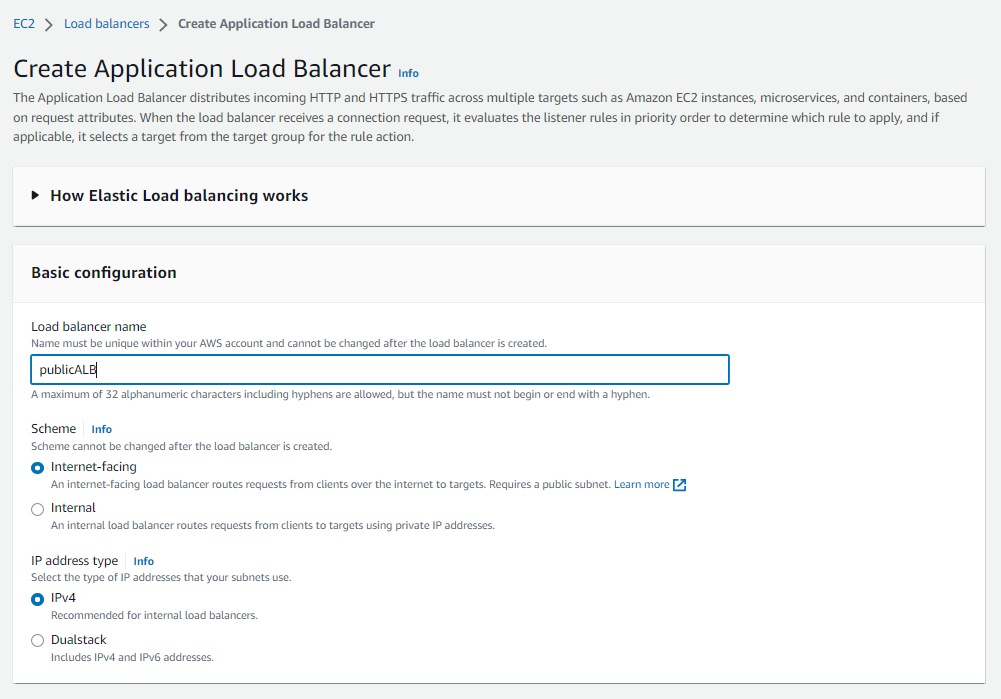 EC2 > Load balancers > Create Application Load Balancer
Create Application Load Balancer Info
The Application Load Balancer distributes incoming HTTP and HTTPS traffic across multiple targets such as Amazon EC2 instances, microservices, and containers, based
on request attributes. When the load balancer receives a connection request, it evaluates the listener rules in priority order to determine which rule to apply, and if
applicable, it selects a target from the target group for the rule action.
How Elastic Load balancing works
Basic configuration
Load balancer name
Name must be unique within your AWS account and cannot be changed after the load balancer is created.
publicALB
A maximum of 32 alphanumeric characters including hyphens are allowed, but the name must not begin or end with a hyphen.
Scheme Info
Scheme cannot be changed after the load balancer is created.
Internet-facing
An internet-facing load balancer routes requests from clients over the internet to targets. Requires a public subnet. Learn more
Internal
An internal load balancer routes requests from clients to targets using private IP addresses.
IP address type Info
Select the type of IP addresses that your subnets use.
IPv4
Recommended for internal load balancers.
Dualstack
Includes IPv4 and IPv6 addresses.